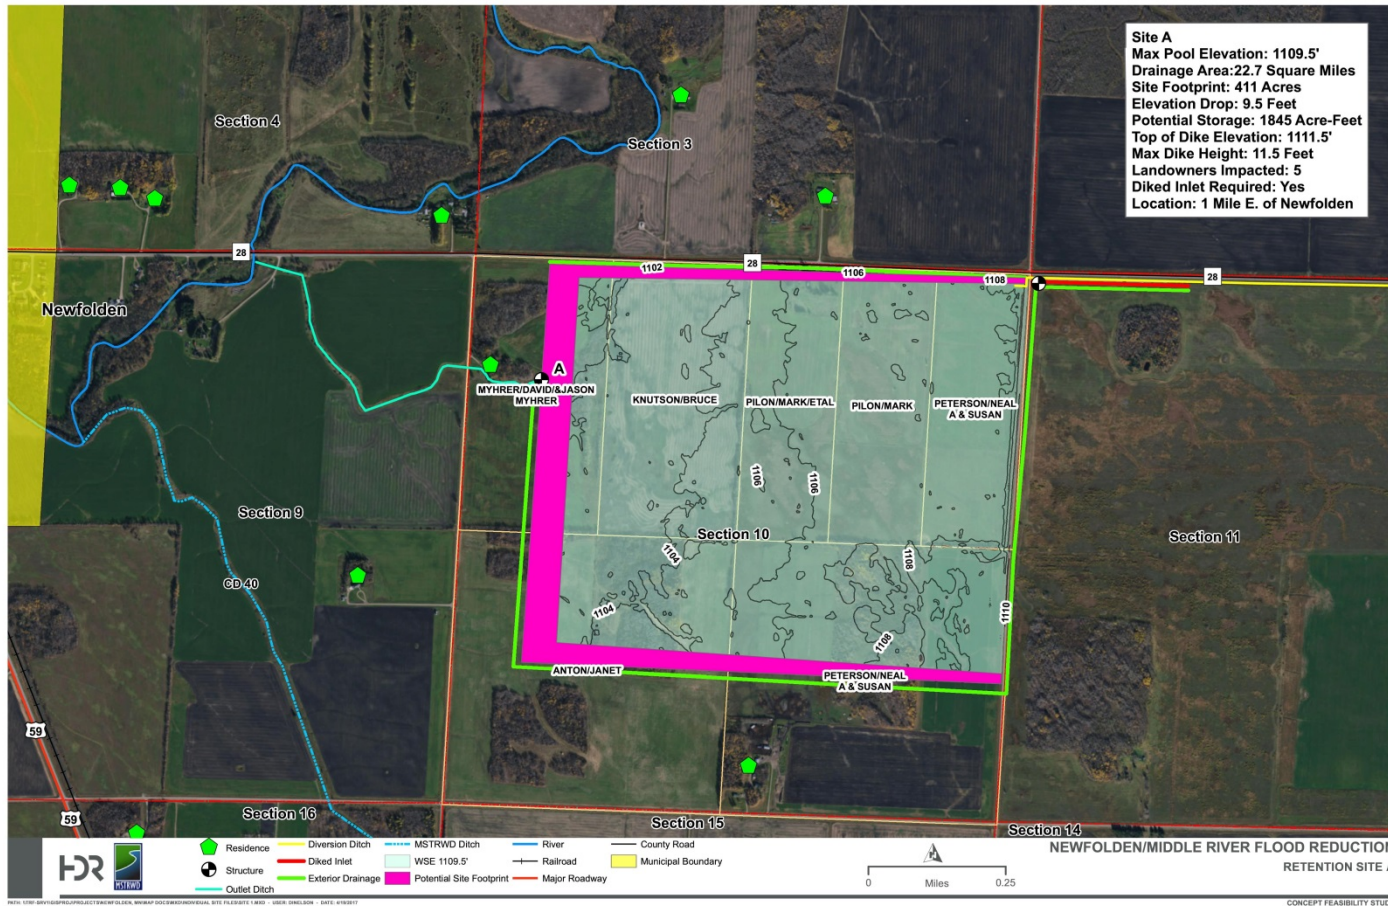 Site A
Max Pool Elevation: 1109.5'
Drainage Area:22.7 Square Miles
Site Footprint: 411 Acres
Elevation Drop: 9.5 Feet
Potential Storage: 1845 Acre-Feet
Top of Dike Elevation: 1111.5'
Max Dike Height: 11.5 Feet
Landowners Impacted: 5
Diked Inlet Required: Yes
Location: 1 Mile E. of Newfolden
Section 4
Section 3
28
28
28
1102
1106
1108
Newfolden
A
MYHRER/DAVID/&JASON
MYHRER
KNUTSON/BRUCE
PILON/MARK/ETAL
PILON/MARK
PETERSON/NEAL
A & SUSAN
1106
1106
Section 9
Section 10
Section 11
1104
1108
CD 40
1104
1110
1108
ANTON/JANET
PETERSON/NEAL
A & SUSAN
59
59
Section 16
Section 15
Section 14
HDR
MSTRWD
Residence
Structure
Outlet Ditch
Diversion Ditch
Diked Inlet
Exterior Drainage
MSTRWD Ditch
WSE 1109.5'
Potential Site Footprint
River
Railroad
Major Roadway
County Road
Municipal Boundary
0
Miles
0.25
NEWFOLDEN/MIDDLE RIVER FLOOD REDUCTION
RETENTION SITE
CONCEPT FEASIBILITY